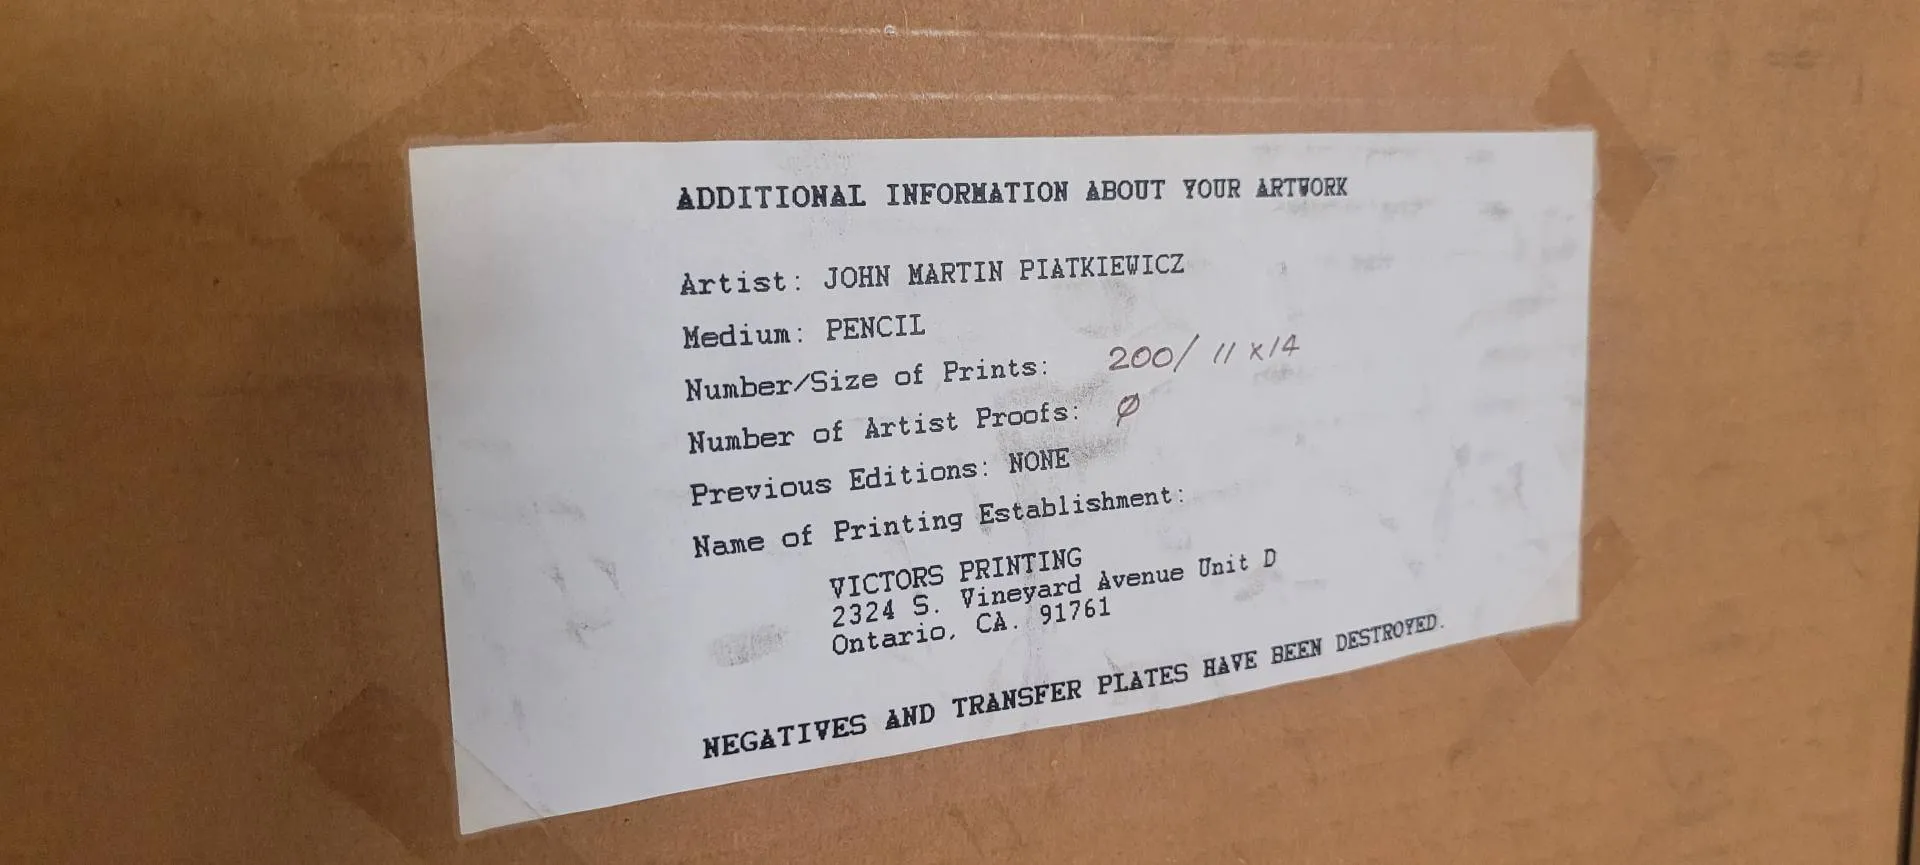 ADDITIONAL INFORMATION ABOUT YOUR ARTWORK
Artist: JOHN MARTIN PIATKIEWICZ
Medium: PENCIL
Number/Size of Prints: 200/ 11 x 14
Number of Artist Proofs: Ø
Previous Editions: NONE
Name of Printing Establishment:
VICTORS PRINTING
2324 S. Vineyard Avenue Unit D
Ontario, CA. 91761
NEGATIVES AND TRANSFER PLATES HAVE BEEN DESTROYED.